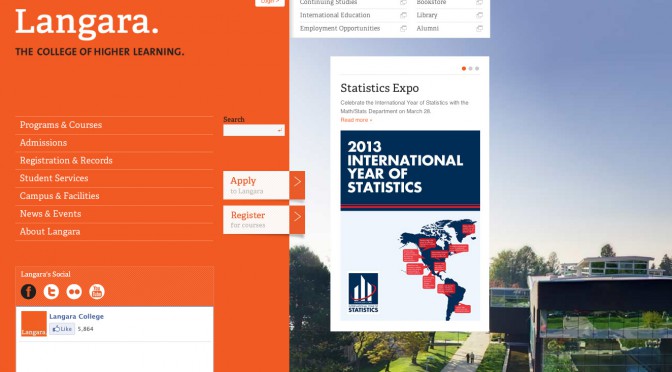 Login >
Langara.
THE COLLEGE OF HIGHER LEARNING.
Continuing Studies
Bookstore
International Education
Library
Employment Opportunities
Alumni
Programs & Courses
Admissions
Registration & Records
Student Services
Campus & Facilities
News & Events
About Langara
Search
Apply
to Langara
Register
for courses
Statistics Expo
Celebrate the International Year of Statistics with the
Math/Stats Department on March 26.
Read more »
2013
INTERNATIONAL
YEAR OF
STATISTICS
STATISTICS
Langara's Social
You
Tube
Langara
Langara College
Like
5,864